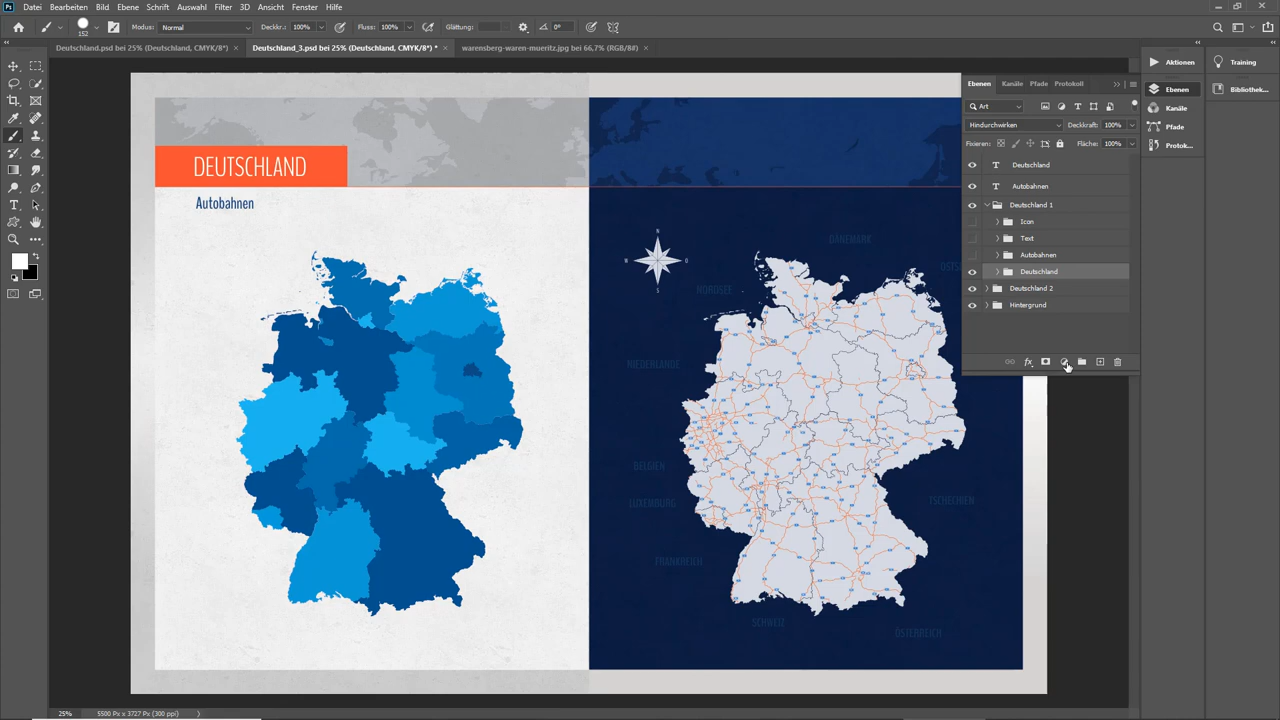 Datei Bearbeiten Bild Ebene Schrift Auswahl Filter 3D Ansicht Fenster Hilfe
152 Modus: Normal Deckkr.: 100% Fluss: 100% Glättung: 0°
Deutschland.psd bei 25% (Deutschland, CMYK/8*) × Deutschland_3.psd bei 25% (Deutschland, CMYK/8*) * × warensberg-waren-mueritz.jpg bei 66,7% (RGB/8#) ×
Aktionen
Ebenen
Kanäle
Pfade
Protok...
Training
Bibliothek...
Ebenen Kanäle Pfade Protokoll
Art
Hindurchwirken Deckkraft: 100%
Fixieren: Fläche: 100%
T Deutschland
T Autobahnen
Deutschland 1
Icon
Text
Autobahnen
Deutschland
Deutschland 2
Hintergrund
DEUTSCHLAND
Autobahnen
N
W O
S
DÄNEMARK
OSTS
NORDSEE
NIEDERLANDE
BELGIEN
LUXEMBURG
TSCHECHIEN
FRANKREICH
SCHWEIZ
ÖSTERREICH
25% 5500 Px x 3727 Px (300 ppi)